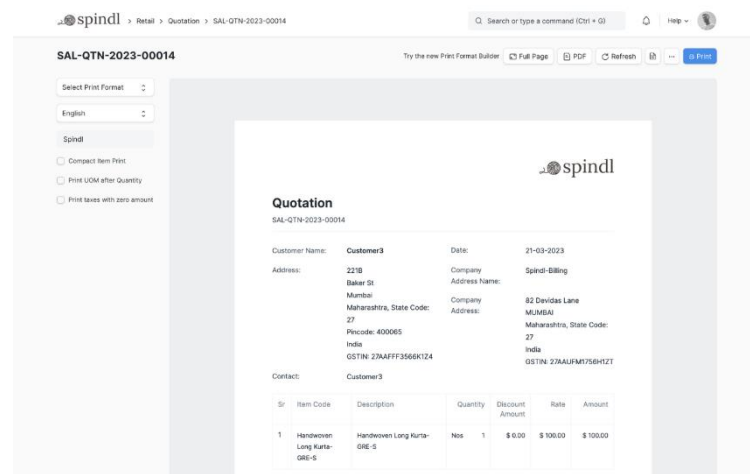 spindl > Retail > Quotation > SAL-QTN-2023-00014
Search or type a command (Ctrl + G)
Help
SAL-QTN-2023-00014
Try the new Print Format Builder
Full Page
PDF
Refresh
Print
Select Print Format
English
Spindl
Compact Item Print
Print UOM after Quantity
Print taxes with zero amount
spindl
Quotation
SAL-QTN-2023-00014
Customer Name: Customer3
Date: 21-03-2023
Address: 221B
Baker St
Mumbai
Maharashtra, State Code:
27
Pincode: 400065
India
GSTIN: 27AAFFF3566K1Z4
Company
Address Name:
Spindl-Billing
Company
Address:
82 Devidas Lane
MUMBAI
Maharashtra, State Code:
27
India
GSTIN: 27AAUFM1756H1ZT
Contact: Customer3
Sr Item Code Description Quantity Discount Amount Rate Amount
1 Handwoven Long Kurta-GRE-S Handwoven Long Kurta-GRE-S Nos 1 $ 0.00 $ 100.00 $ 100.00